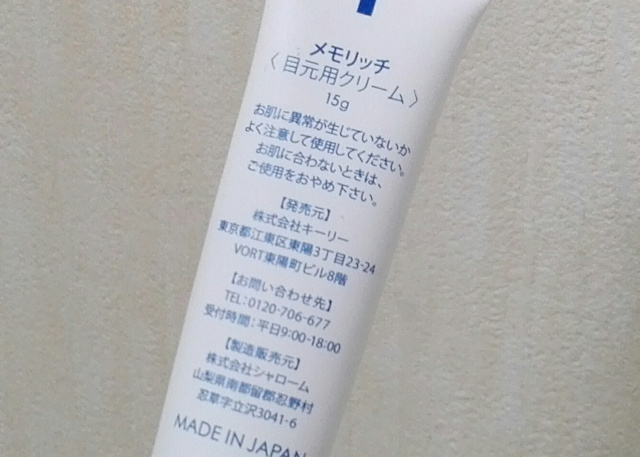 メモリッチ
〈目元用クリーム〉
15g
お肌に異常が生じていないか
よく注意して使用してください。
お肌に合わないときは、
ご使用をおやめ下さい。
【発売元】
株式会社キーリー
東京都江東区東陽3丁目23-24
VORT東陽町ビル8階
【お問い合わせ先】
TEL:0120-706-677
受付時間:平日9:00-18:00
【製造販売元】
株式会社シャローム
山梨県南都留郡忍野村
忍草字立沢3041-6
MADE IN JAPAN